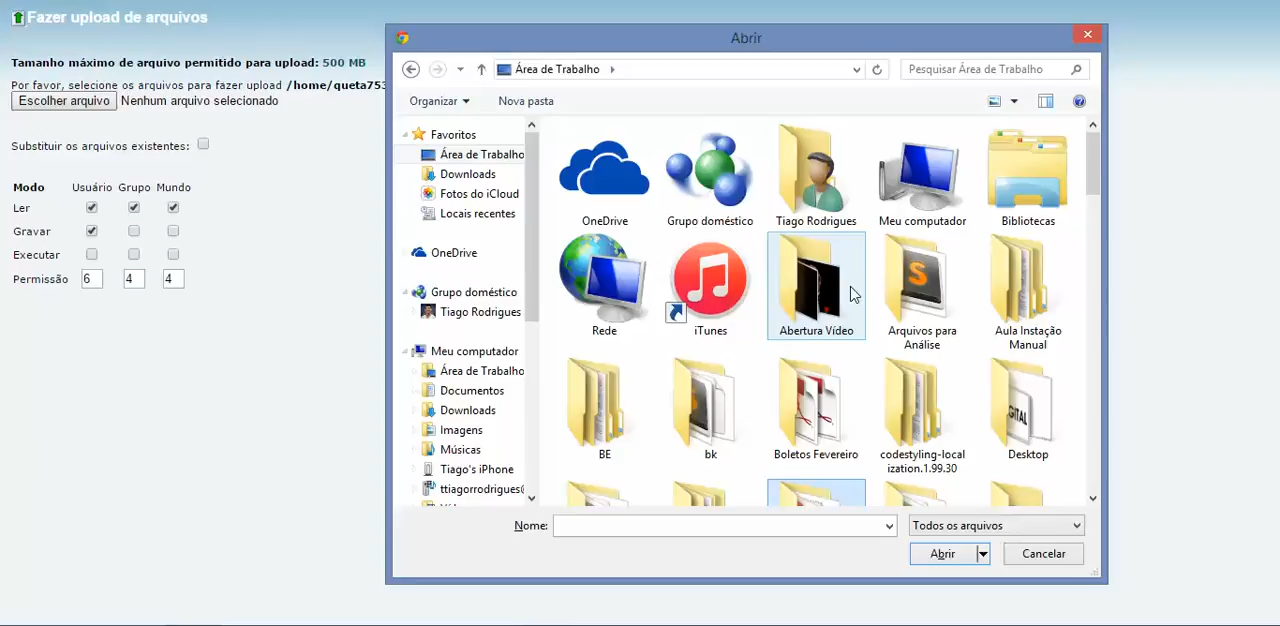 Fazer upload de arquivos
Tamanho máximo de arquivo permitido para upload: 500 MB
Por favor, selecione os arquivos para fazer upload /home/queta753
Escolher arquivo Nenhum arquivo selecionado
Substituir os arquivos existentes:
Modo Usuário Grupo Mundo
Ler
Gravar
Executar
Permissão 6 4 4
Abrir
Área de Trabalho
Pesquisar Área de Trabalho
Organizar Nova pasta
Favoritos
Área de Trabalho
Downloads
Fotos do iCloud
Locais recentes
OneDrive
Grupo doméstico
Tiago Rodrigues
Meu computador
Área de Trabalho
Documentos
Downloads
Imagens
Músicas
Tiago's iPhone
ttiagorrodrigues@
OneDrive Grupo doméstico Tiago Rodrigues Meu computador Bibliotecas
Rede iTunes Abertura Vídeo Arquivos para Aula Instação
Análise Manual
BE bk Boletos Fevereiro codestyling-local Desktop
ization.1.99.30
Nome: Todos os arquivos
Abrir Cancelar